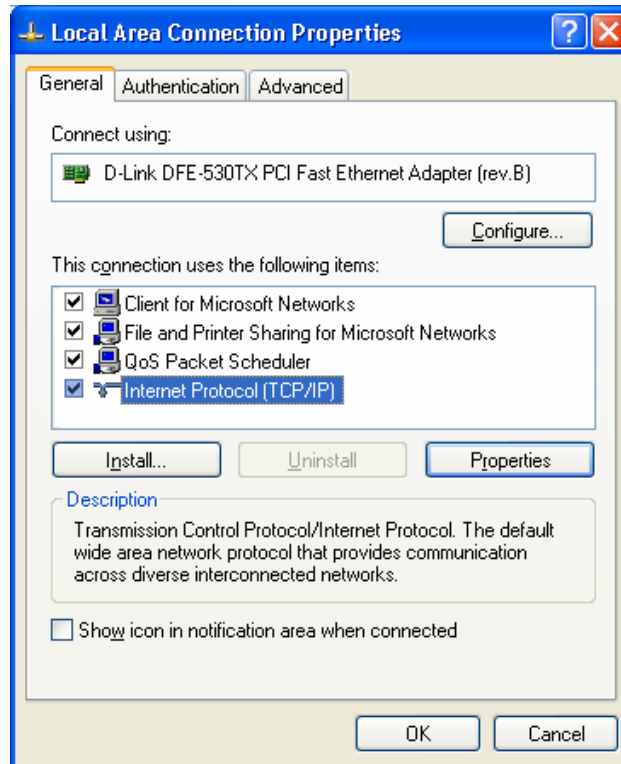 Local Area Connection Properties
General
Authentication
Advanced
Connect using:
D-Link DFE-530TX PCI Fast Ethernet Adapter (rev.B)
Configure...
This connection uses the following items:
Client for Microsoft Networks
File and Printer Sharing for Microsoft Networks
QoS Packet Scheduler
Internet Protocol (TCP/IP)
Install...
Uninstall
Properties
Description
Transmission Control Protocol/Internet Protocol. The default
wide area network protocol that provides communication
across diverse interconnected networks.
Show icon in notification area when connected
OK
Cancel